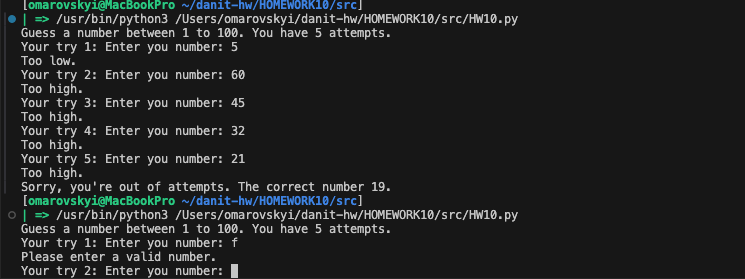 [omarovskyi@MacBookPro ~/danit-hw/HOMEWORK10/src]
| => /usr/bin/python3 /Users/omarovskyi/danit-hw/HOMEWORK10/src/HW10.py
Guess a number between 1 to 100. You have 5 attempts.
Your try 1: Enter you number: 5
Too low.
Your try 2: Enter you number: 60
Too high.
Your try 3: Enter you number: 45
Too high.
Your try 4: Enter you number: 32
Too high.
Your try 5: Enter you number: 21
Too high.
Sorry, you're out of attempts. The correct number 19.
[omarovskyi@MacBookPro ~/danit-hw/HOMEWORK10/src]
| => /usr/bin/python3 /Users/omarovskyi/danit-hw/HOMEWORK10/src/HW10.py
Guess a number between 1 to 100. You have 5 attempts.
Your try 1: Enter you number: f
Please enter a valid number.
Your try 2: Enter you number: